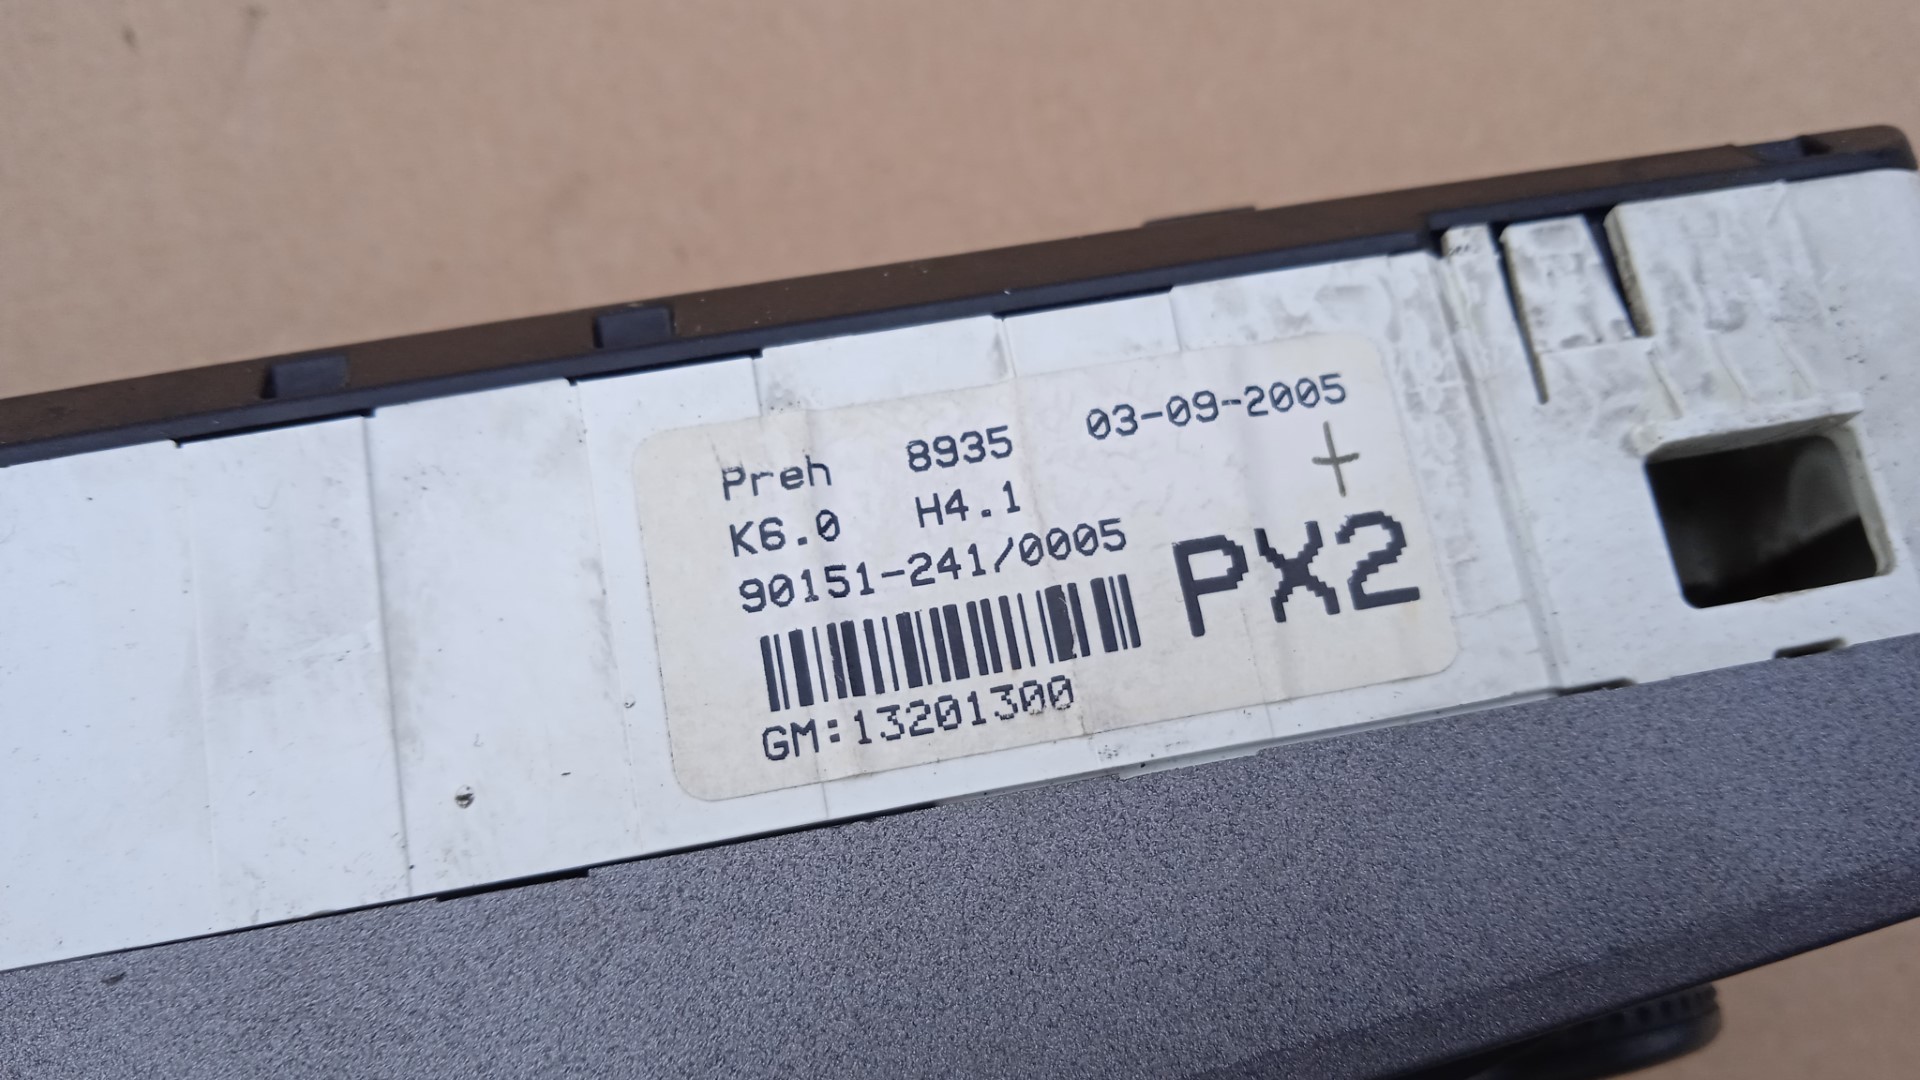 Preh 8935 03-09-2005
K6.0 H4.1
90151-241/0005
PX2
GM:13201300